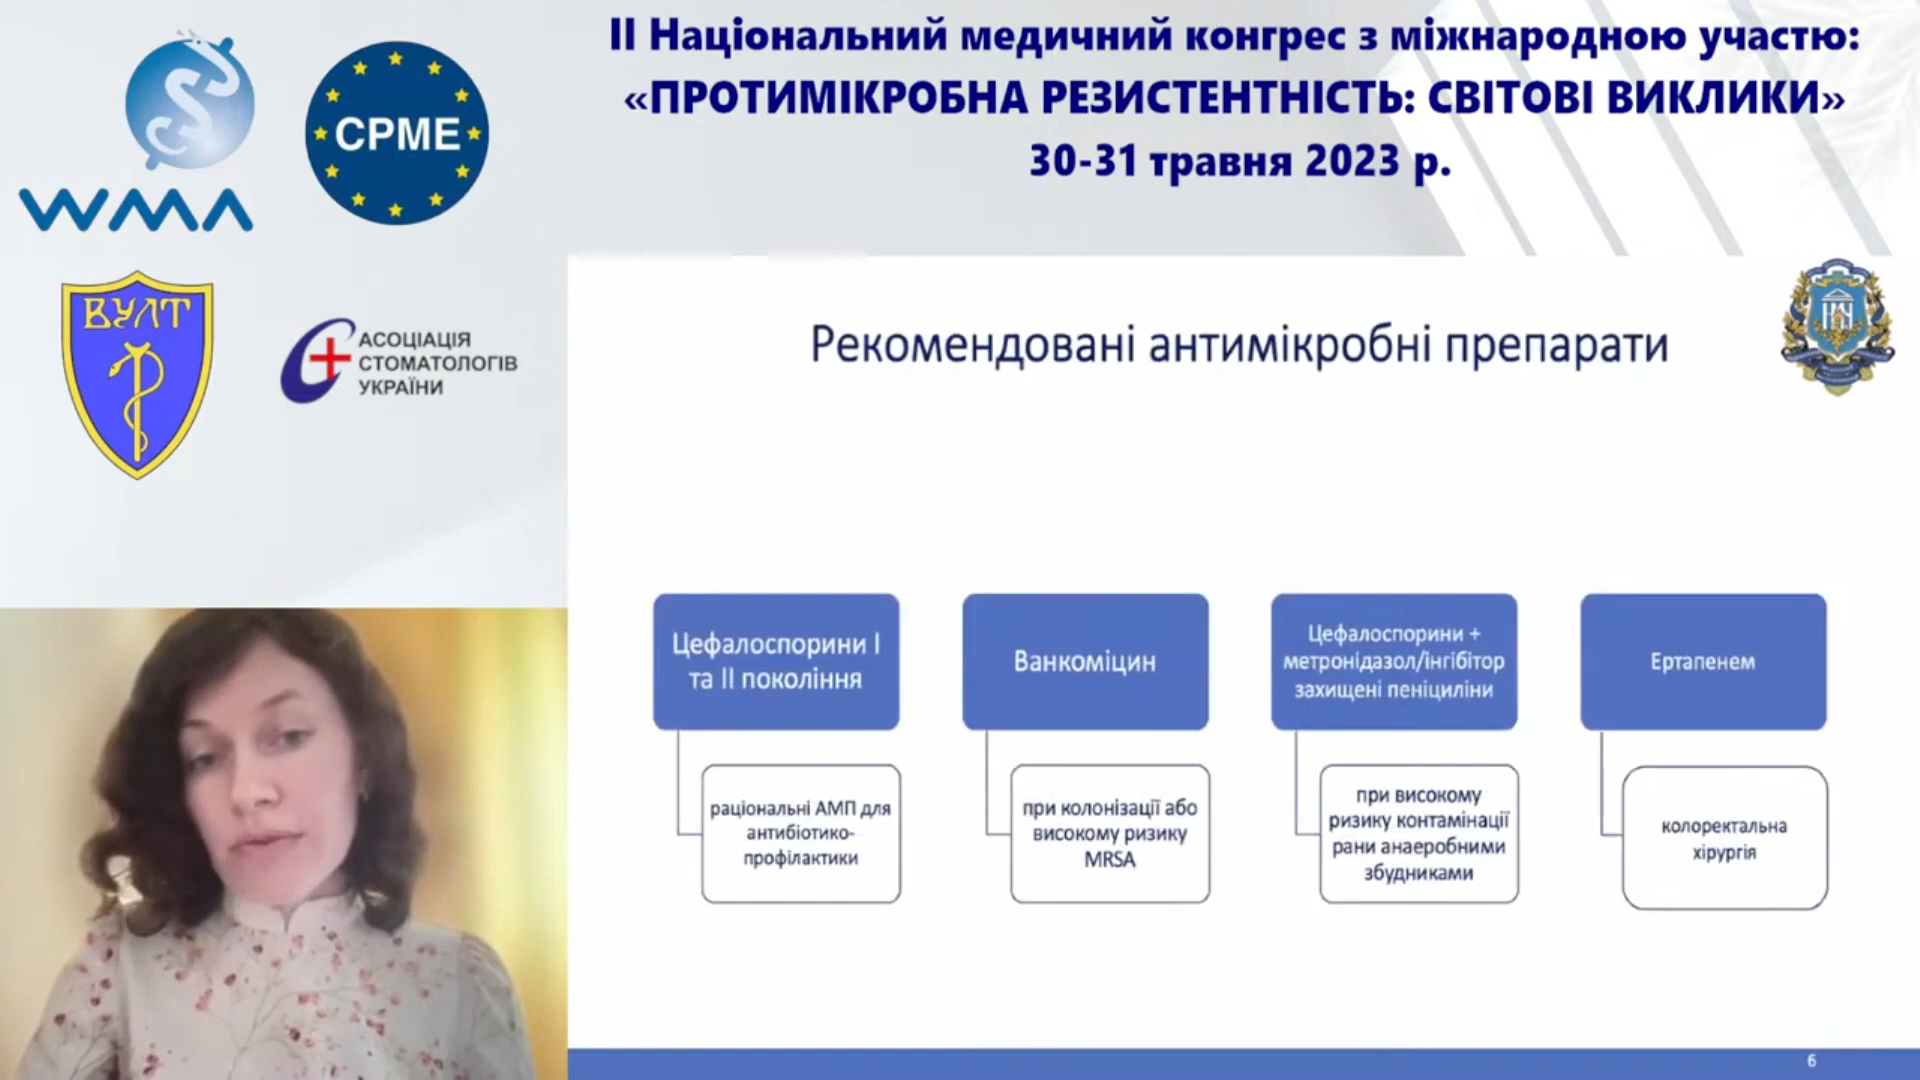 ІІ Національний медичний конгрес з міжнародною участю:
«ПРОТИМІКРОБНА РЕЗИСТЕНТНІСТЬ: СВІТОВІ ВИКЛИКИ»
30-31 травня 2023 р.
WMA
CPME
ВУЛТ
АСОЦІАЦІЯ
СТОМАТОЛОГІВ
УКРАЇНИ
Рекомендовані антимікробні препарати
Цефалоспорини І
та ІІ покоління
раціональні АМП для
антибіотико-
профілактики
Ванкоміцин
при колонізації або
високому ризику
MRSA
Цефалоспорини +
метронідазол/інгібітор
захищені пеніциліни
при високому
ризику контамінації
рани анаеробними
збудниками
Ертапенем
колоректальна
хірургія
6